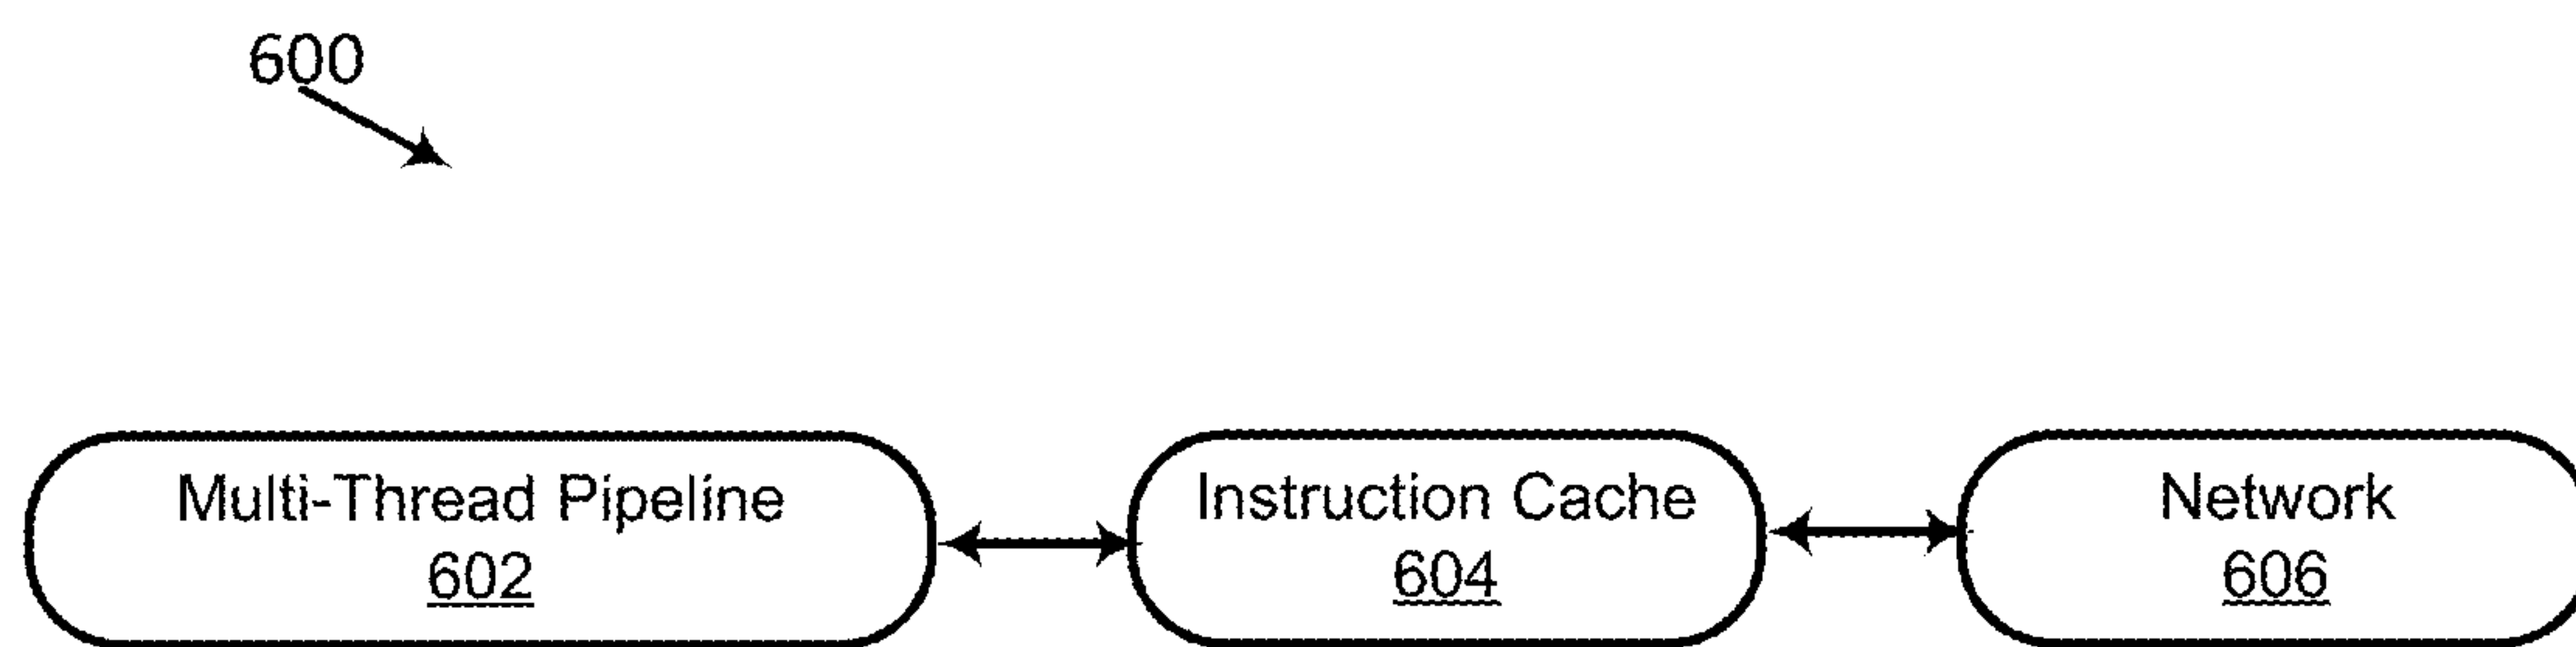 600
Multi-Thread Pipeline
602
Instruction Cache
604
Network
606